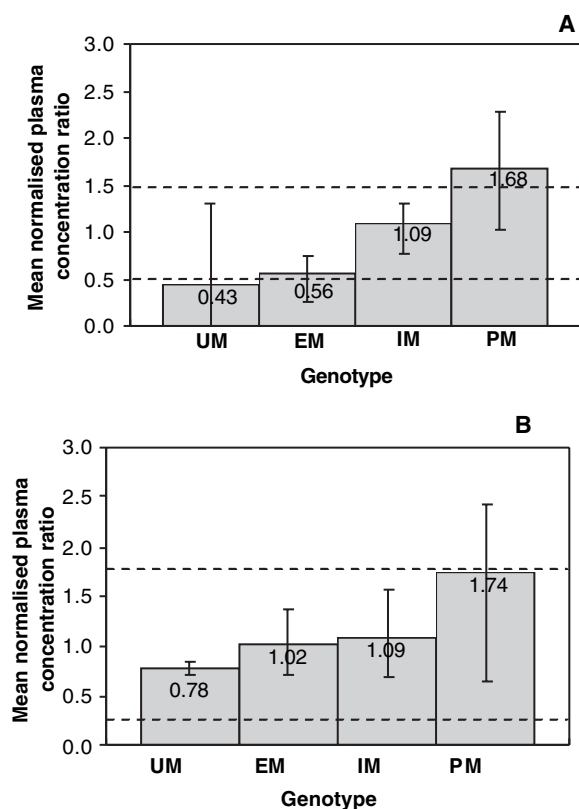 A
Mean normalised plasma
concentration ratio
3.0
2.5
2.0
1.5
1.0
0.5
0.0
0.43
0.56
1.09
1.68
UM EM IM PM
Genotype
B
Mean normalised plasma
concentration ratio
3.0
2.5
2.0
1.5
1.0
0.5
0.0
0.78
1.02
1.09
1.74
UM EM IM PM
Genotype